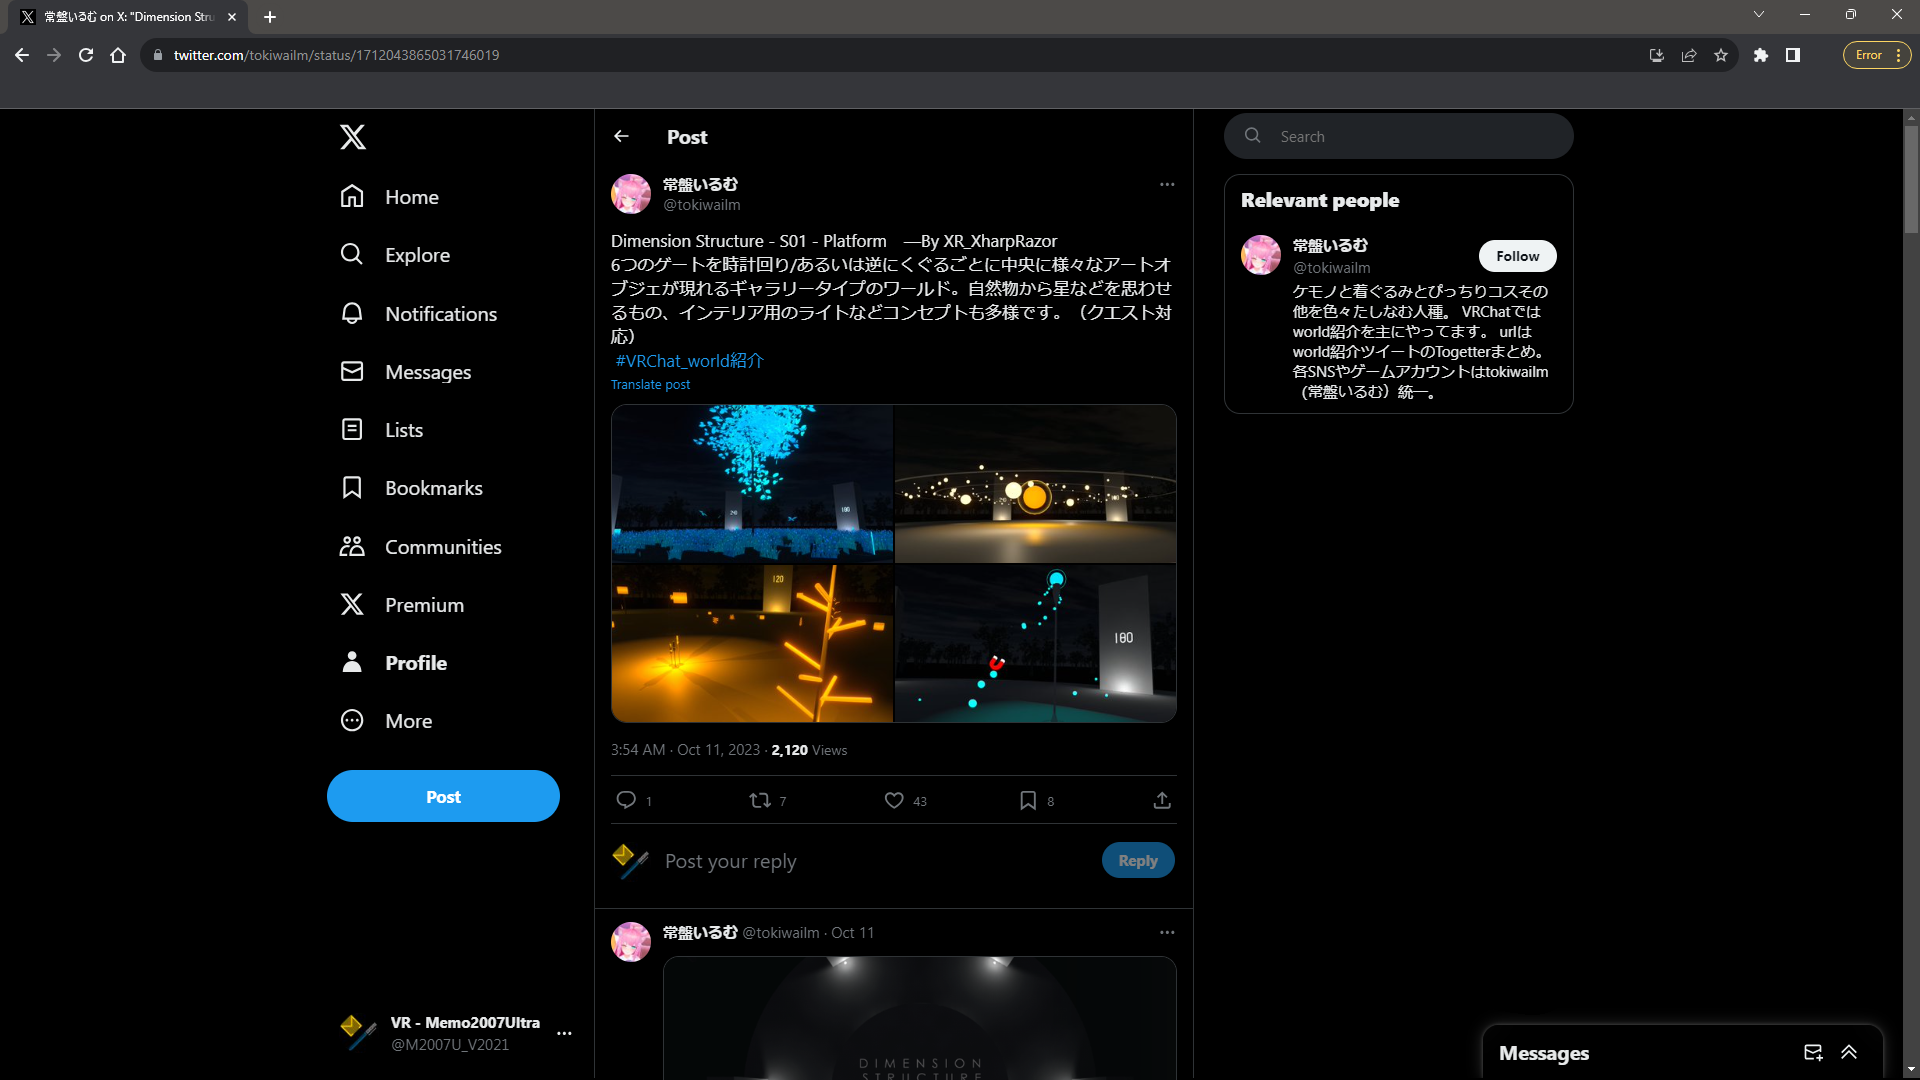 常盤いるむ on X: "Dimension Stru
twitter.com/tokiwailm/status/1712043865031746019
Error
Home
Explore
Notifications
Messages
Lists
Bookmarks
Communities
Premium
Profile
More
Post
VR - Memo2007Ultra
@M2007U_V2021
Post
常盤いるむ
@tokiwailm
Dimension Structure - S01 - Platform　—By XR_XharpRazor
6つのゲートを時計回り/あるいは逆にくぐるごとに中央に様々なアートオ
ブジェが現れるギャラリータイプのワールド。自然物から星などを思わせ
るもの、インテリア用のライトなどコンセプトも多様です。（クエスト対
応）
#VRChat_world紹介
Translate post
240
180
180
120
180
3:54 AM · Oct 11, 2023 · 2,120 Views
1
7
43
8
Post your reply
Reply
常盤いるむ @tokiwailm · Oct 11
DIMENSION
STRUCTURE
Search
Relevant people
常盤いるむ
@tokiwailm
Follow
ケモノと着ぐるみとぴっちりコスその
他を色々たしなむ人種。 VRChatでは
world紹介を主にやってます。 urlは
world紹介ツイートのTogetterまとめ。
各SNSやゲームアカウントはtokiwailm
（常盤いるむ）統一。
Messages